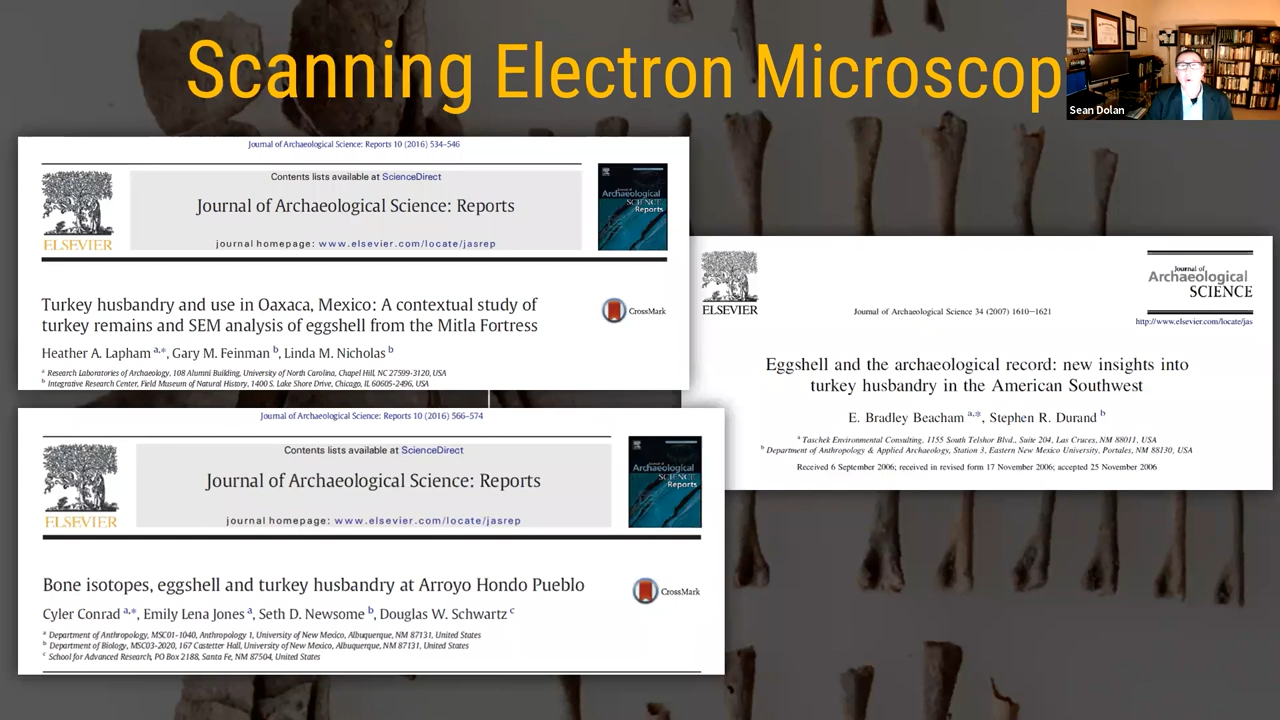 Scanning Electron Microscop
Sean Dolan
Journal of Archaeological Science: Reports 10 (2016) 534–546
Contents lists available at ScienceDirect
Journal of Archaeological Science: Reports
journal homepage: www.elsevier.com/locate/jasrep
ELSEVIER
Journal of
Archaeological
SCIENCE
Reports
Turkey husbandry and use in Oaxaca, Mexico: A contextual study of
turkey remains and SEM analysis of eggshell from the Mitla Fortress
CrossMark
Heather A. Lapham a,*, Gary M. Feinman b, Linda M. Nicholas b
a Research Laboratories of Archaeology, 108 Alumni Building, University of North Carolina, Chapel Hill, NC 27599-3120, USA
b Integrative Research Center, Field Museum of Natural History, 1400 S. Lake Shore Drive, Chicago, IL 60605-2496, USA
ELSEVIER
Journal of
Archaeological
SCIENCE
Journal of Archaeological Science 34 (2007) 1610–1621
http://www.elsevier.com/locate/jas
Eggshell and the archaeological record: new insights into
turkey husbandry in the American Southwest
E. Bradley Beacham a,*, Stephen R. Durand b
a Taschek Environmental Consulting, 1155 South Telshor Blvd., Suite 204, Las Cruces, NM 88011, USA
b Department of Anthropology & Applied Archaeology, Station 3, Eastern New Mexico University, Portales, NM 88130, USA
Received 6 September 2006; received in revised form 17 November 2006; accepted 25 November 2006
Journal of Archaeological Science: Reports 10 (2016) 566–574
Contents lists available at ScienceDirect
Journal of Archaeological Science: Reports
journal homepage: www.elsevier.com/locate/jasrep
ELSEVIER
Journal of
Archaeological
SCIENCE
Reports
Bone isotopes, eggshell and turkey husbandry at Arroyo Hondo Pueblo
CrossMark
Cyler Conrad a,*, Emily Lena Jones a, Seth D. Newsome b, Douglas W. Schwartz c
a Department of Anthropology, MSC01-1040, Anthropology 1, University of New Mexico, Albuquerque, NM 87131, United States
b Department of Biology, MSC03-2020, 167 Castetter Hall, University of New Mexico, Albuquerque, NM 87131, United States
c School for Advanced Research, PO Box 2188, Santa Fe, NM 87504, United States